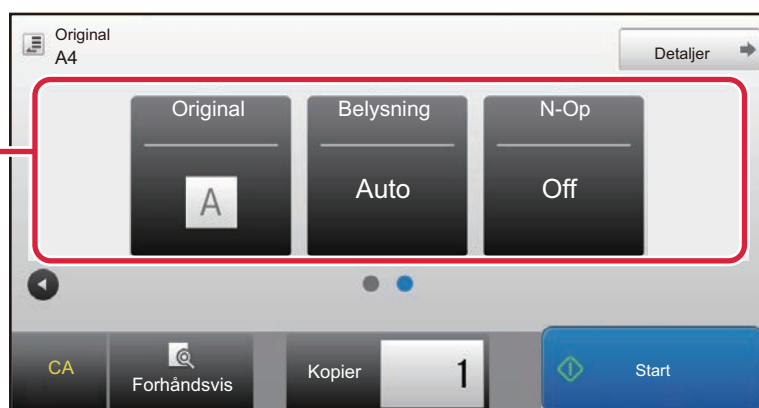 Original
A4
Detaljer
Original
Belysning
N-Op
A
Auto
Off
CA
Forhåndsvis
Kopier
1
Start